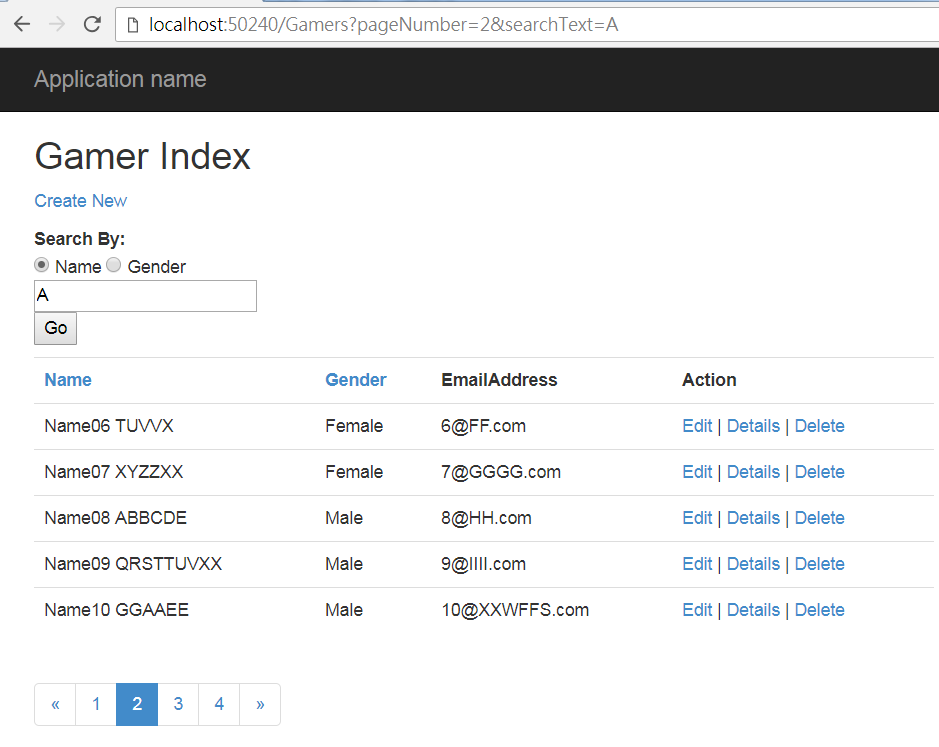 localhost:50240/Gamers?pageNumber=2&searchText=A
Application name
Gamer Index
Create New
Search By:
Name Gender
A
Go
Name Gender EmailAddress Action
Name06 TUVVX Female 6@FF.com Edit | Details | Delete
Name07 XYZZXX Female 7@GGGG.com Edit | Details | Delete
Name08 ABBCDE Male 8@HH.com Edit | Details | Delete
Name09 QRSTTUVXX Male 9@IIII.com Edit | Details | Delete
Name10 GGAAEE Male 10@XXWFFS.com Edit | Details | Delete
« 1 2 3 4 »